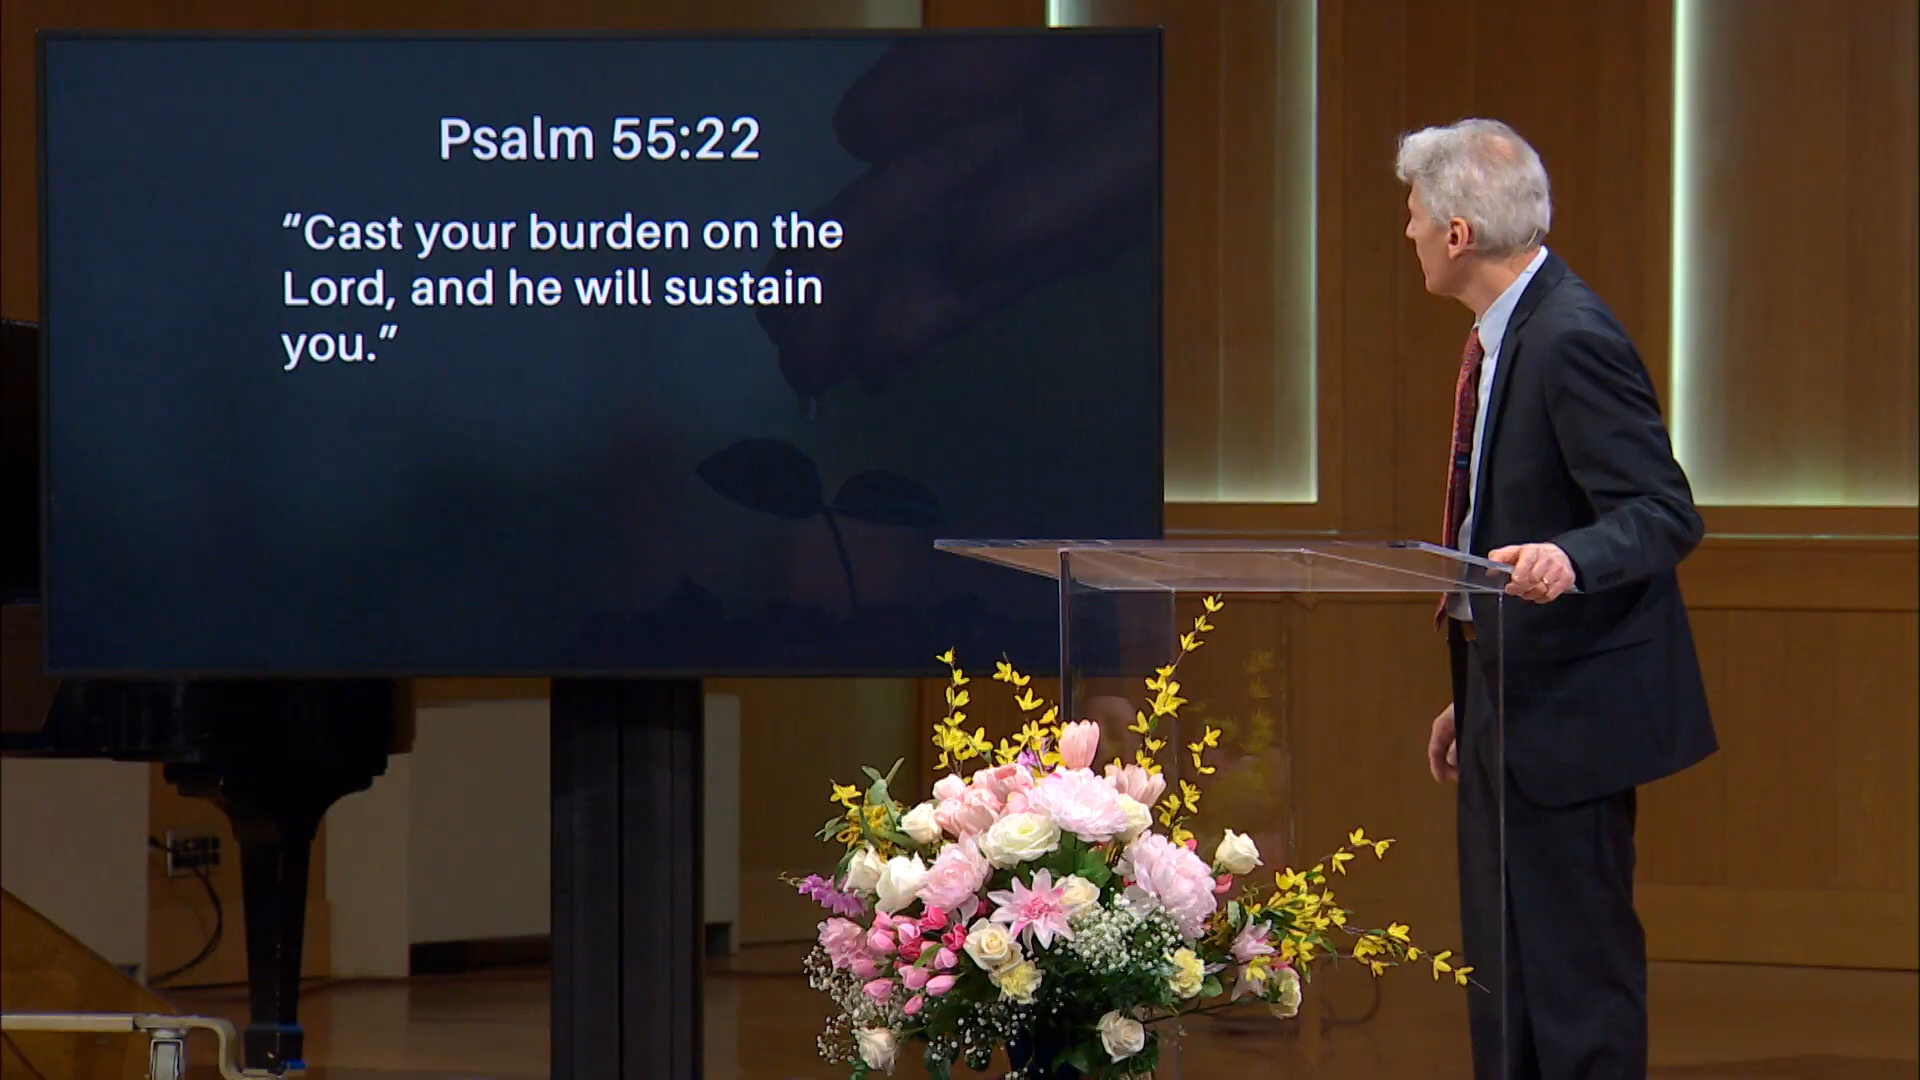 Psalm 55:22
“Cast your burden on the
Lord, and he will sustain
you.”